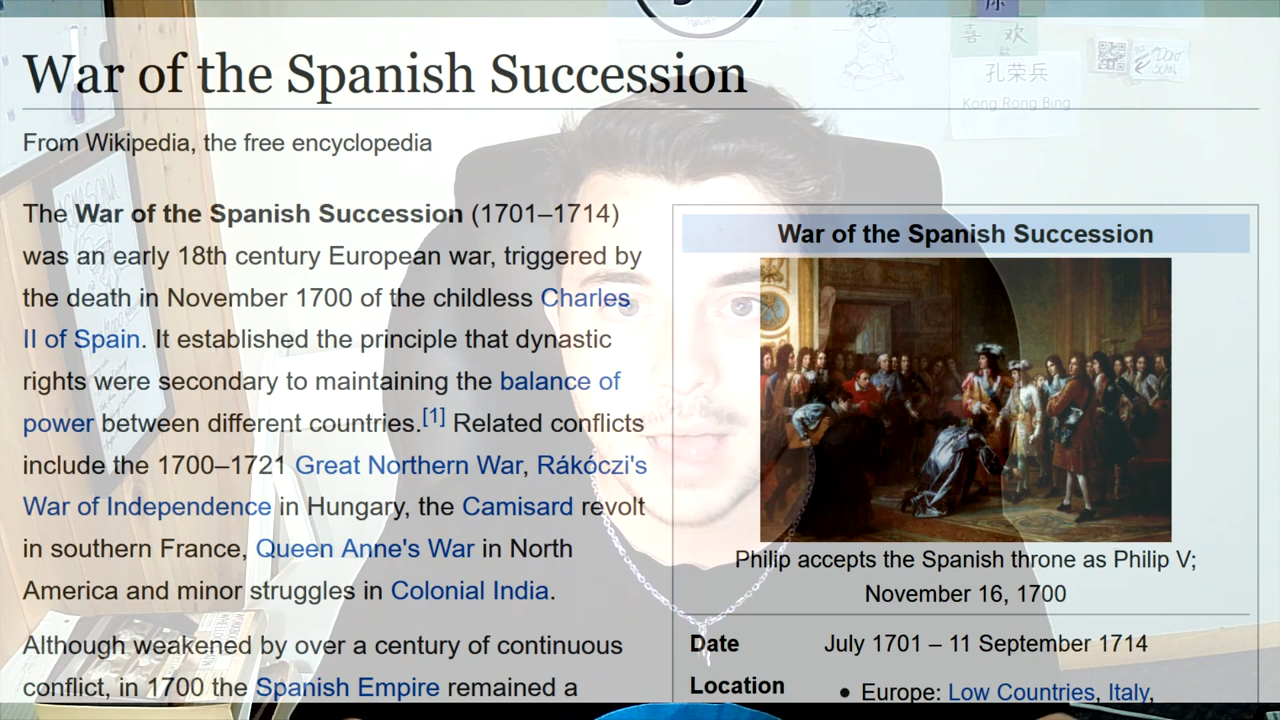 War of the Spanish Succession
From Wikipedia, the free encyclopedia
The War of the Spanish Succession (1701–1714)
was an early 18th century European war, triggered by
the death in November 1700 of the childless Charles
II of Spain. It established the principle that dynastic
rights were secondary to maintaining the balance of
power between different countries.[1] Related conflicts
include the 1700–1721 Great Northern War, Rákóczi's
War of Independence in Hungary, the Camisard revolt
in southern France, Queen Anne's War in North
America and minor struggles in Colonial India.
Although weakened by over a century of continuous
conflict, in 1700 the Spanish Empire remained a
War of the Spanish Succession
Philip accepts the Spanish throne as Philip V;
November 16, 1700
Date July 1701 – 11 September 1714
Location • Europe: Low Countries, Italy,
你
喜 欢
孔荣兵
Kong Rong Bing
DON'T
SCAN